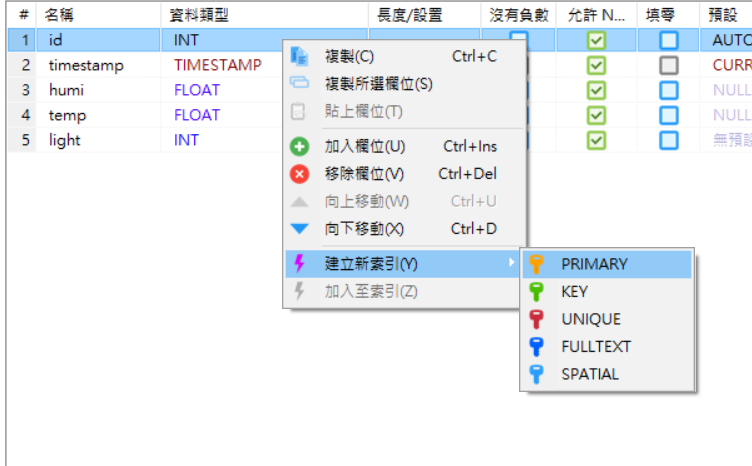 # 名稱 資料類型 長度/設置 沒有負數 允許 N... 填零 預設
1 id INT AUTO
2 timestamp TIMESTAMP CURR
3 humi FLOAT NULL
4 temp FLOAT NULL
5 light INT 無預設
複製(C) Ctrl+C
複製所選欄位(S)
貼上欄位(T)
加入欄位(U) Ctrl+Ins
移除欄位(V) Ctrl+Del
向上移動(W) Ctrl+U
向下移動(X) Ctrl+D
建立新索引(Y)
加入至索引(Z)
PRIMARY
KEY
UNIQUE
FULLTEXT
SPATIAL